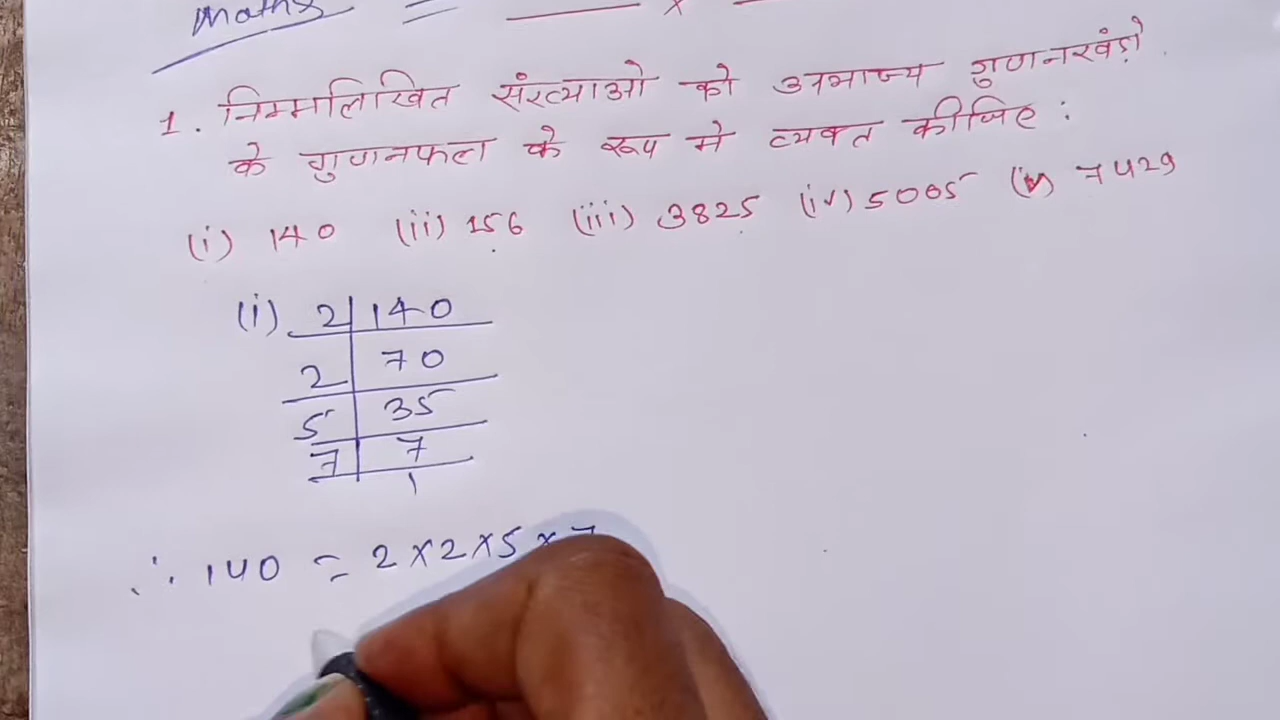 Maths =
×
1. निम्नलिखित संख्याओ को अभाज्य गुणनखंडो
के गुणनफल के रूप मे व्यक्त कीजिए :
(i) 140 (ii) 156 (iii) 3825 (iv) 5005 (v) 7429
(i) 2 140
2 70
5 35
7 7
1
∴ 140 = 2×2×5×7